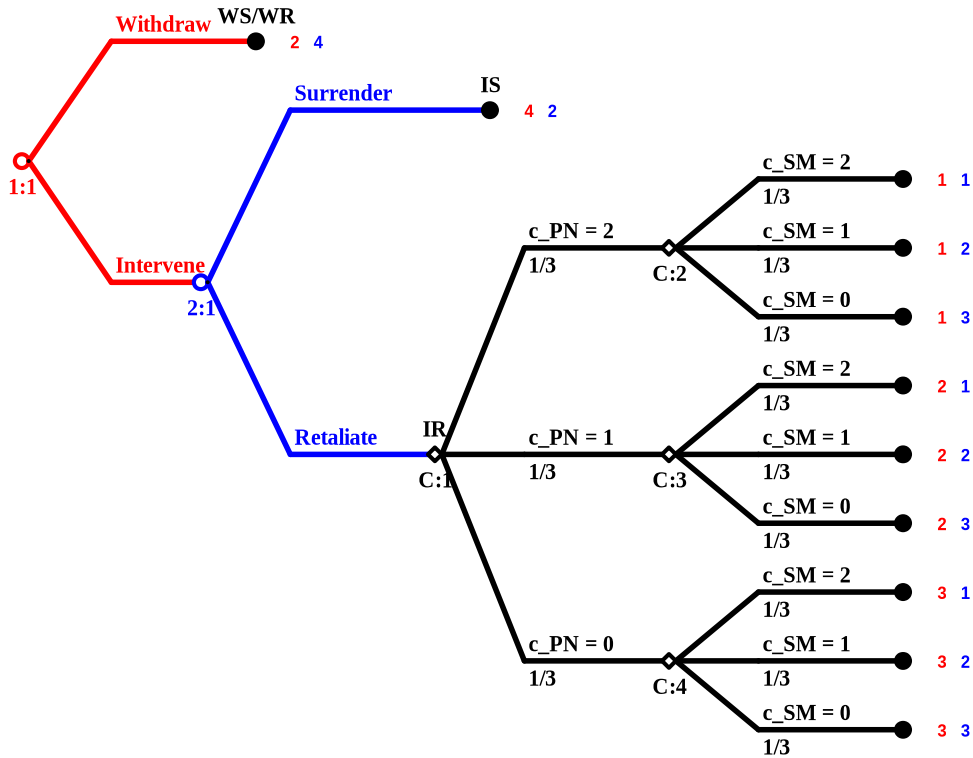 WS/WR
Withdraw
2 4
IS
Surrender
4 2
1:1
c_SM = 2
1/3
1 1
c_PN = 2
1/3
C:2
c_SM = 1
1/3
1 2
Intervene
2:1
c_SM = 0
1/3
1 3
c_SM = 2
1/3
2 1
Retaliate
IR
C:1
c_PN = 1
1/3
C:3
c_SM = 1
1/3
2 2
c_SM = 0
1/3
2 3
c_SM = 2
1/3
3 1
c_PN = 0
1/3
C:4
c_SM = 1
1/3
3 2
c_SM = 0
1/3
3 3